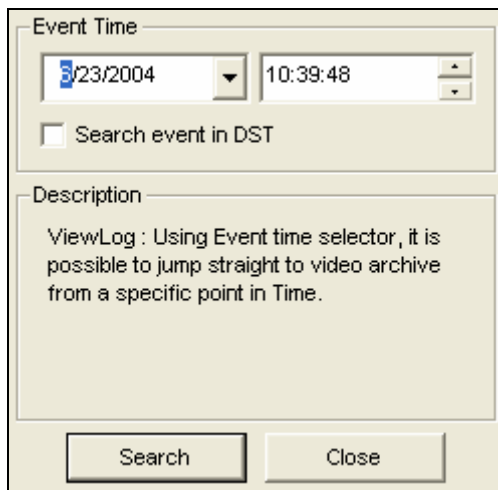 Event Time
6/23/2004 10:39:48
Search event in DST
Description
ViewLog : Using Event time selector, it is
possible to jump straight to video archive
from a specific point in Time.
Search Close